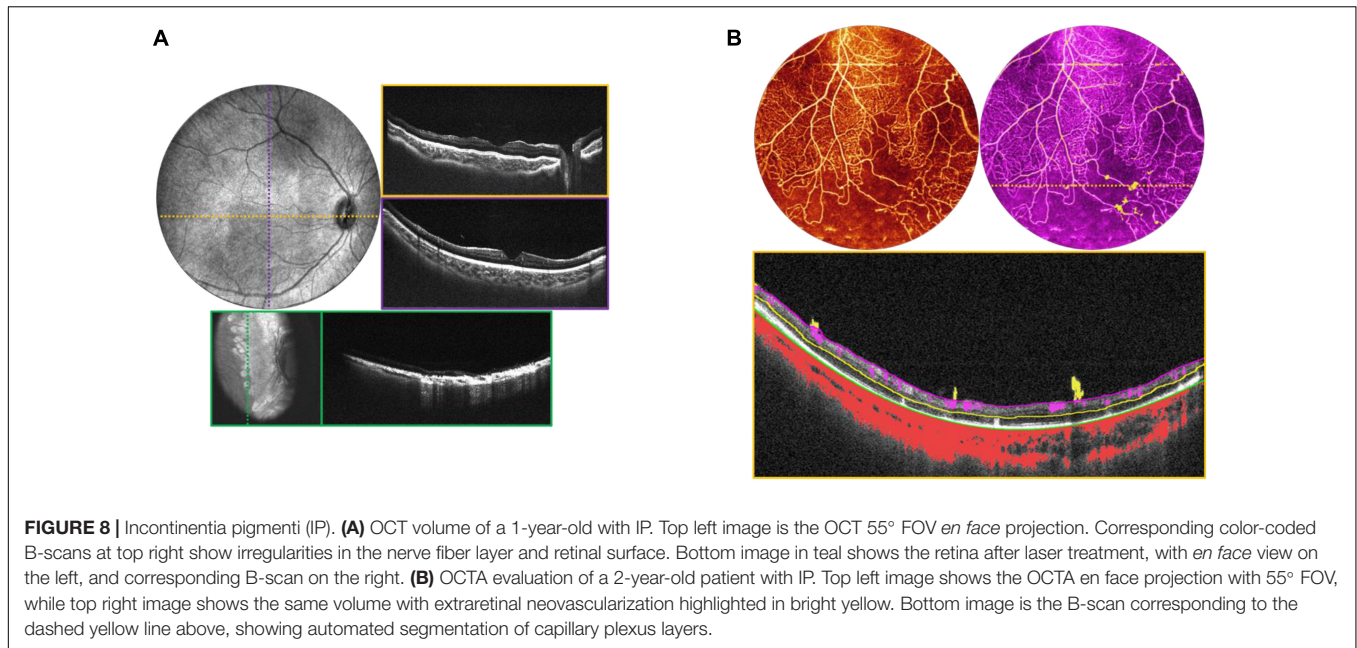 A
B
FIGURE 8 | Incontinentia pigmenti (IP). (A) OCT volume of a 1-year-old with IP. Top left image is the OCT 55° FOV en face projection. Corresponding color-coded
B-scans at top right show irregularities in the nerve fiber layer and retinal surface. Bottom image in teal shows the retina after laser treatment, with en face view on
the left, and corresponding B-scan on the right. (B) OCTA evaluation of a 2-year-old patient with IP. Top left image shows the OCTA en face projection with 55° FOV,
while top right image shows the same volume with extraretinal neovascularization highlighted in bright yellow. Bottom image is the B-scan corresponding to the
dashed yellow line above, showing automated segmentation of capillary plexus layers.